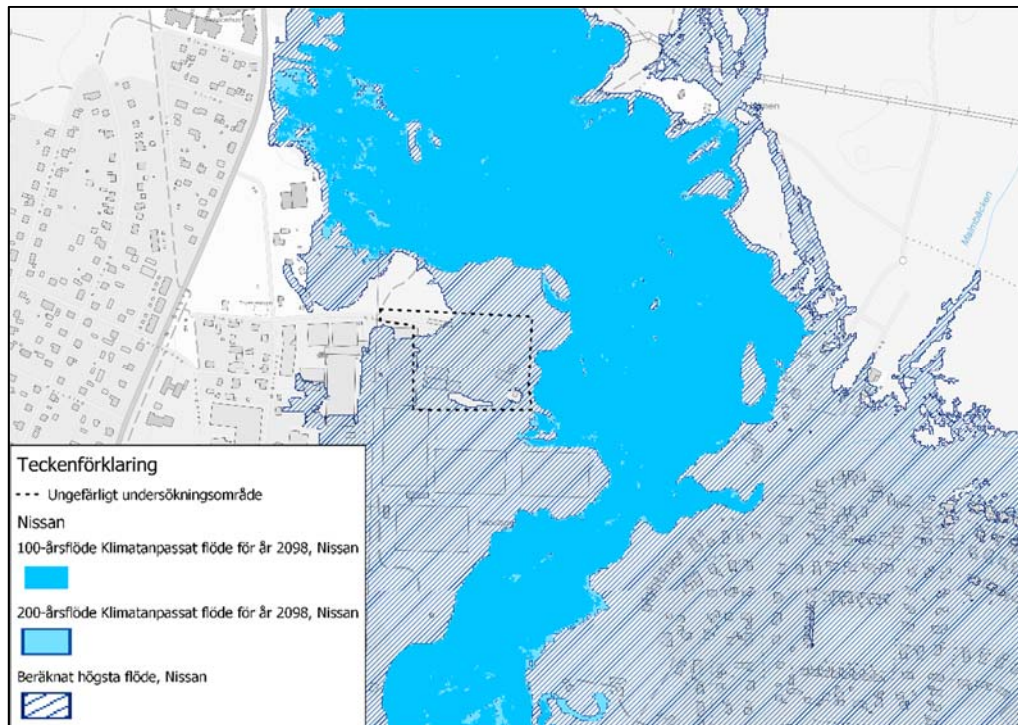 Malmbäcken
Teckenförklaring
Ungefärligt undersökningsområde
Nissan
100-årsflöde Klimatanpassat flöde för år 2098, Nissan
200-årsflöde Klimatanpassat flöde för år 2098, Nissan
Beräknat högsta flöde, Nissan